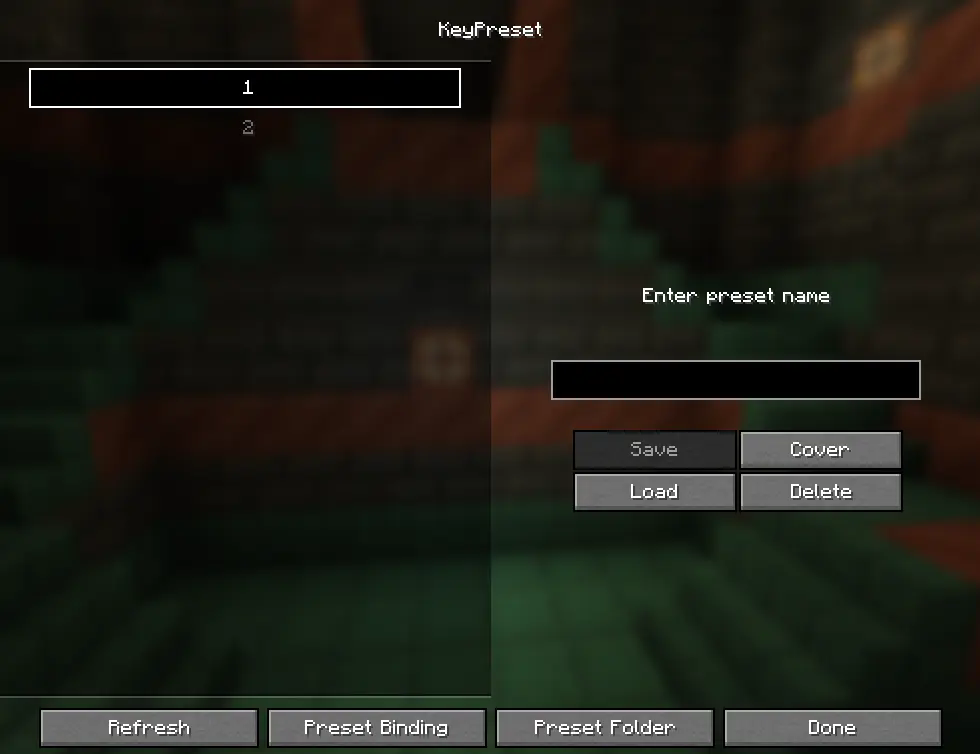 KeyPreset
1
2
Enter preset name
Save
Cover
Load
Delete
Refresh
Preset Binding
Preset Folder
Done